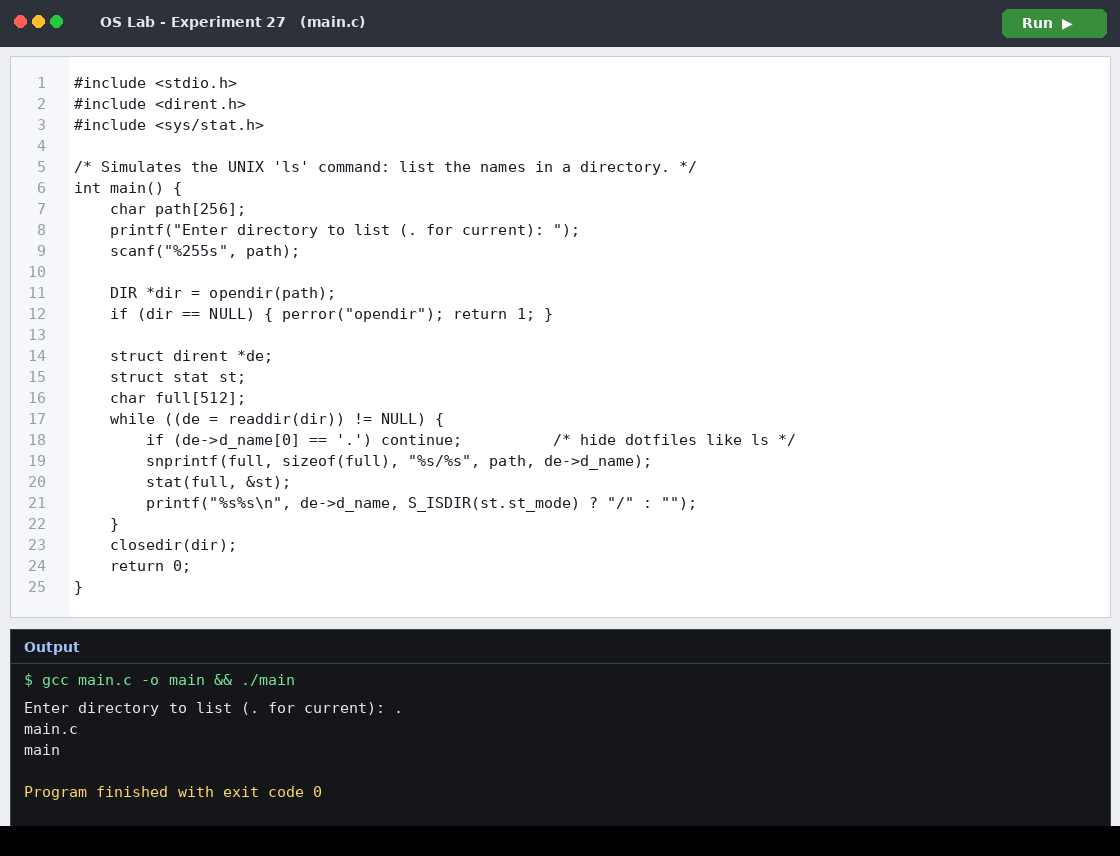 OS Lab - Experiment 27   (main.c)
Run ▶
1 #include <stdio.h>
2 #include <dirent.h>
3 #include <sys/stat.h>
4
5 /* Simulates the UNIX 'ls' command: list the names in a directory. */
6 int main() {
7     char path[256];
8     printf("Enter directory to list (. for current): ");
9     scanf("%255s", path);
10
11     DIR *dir = opendir(path);
12     if (dir == NULL) { perror("opendir"); return 1; }
13
14     struct dirent *de;
15     struct stat st;
16     char full[512];
17     while ((de = readdir(dir)) != NULL) {
18         if (de->d_name[0] == '.') continue;          /* hide dotfiles like ls */
19         snprintf(full, sizeof(full), "%s/%s", path, de->d_name);
20         stat(full, &st);
21         printf("%s%s\n", de->d_name, S_ISDIR(st.st_mode) ? "/" : "");
22     }
23     closedir(dir);
24     return 0;
25 }
Output
$ gcc main.c -o main && ./main
Enter directory to list (. for current): .
main.c
main
Program finished with exit code 0